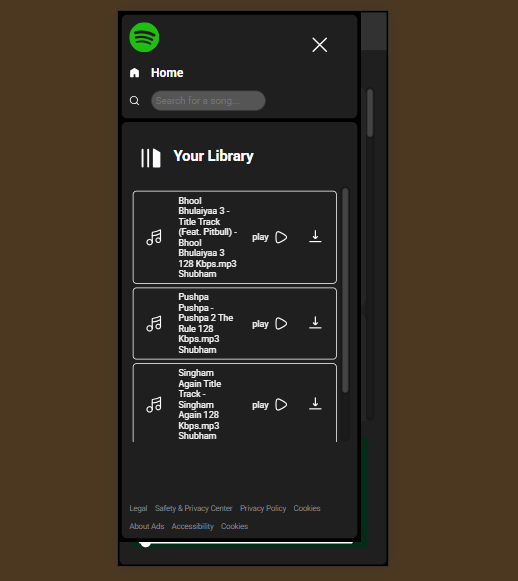 Home
Search for a song...
Your Library
Bhool
Bhulaiyaa 3 -
Title Track
(Feat. Pitbull) -
Bhool
Bhulaiyaa 3
128 Kbps.mp3
Shubham
play
Pushpa
Pushpa -
Pushpa 2 The
Rule 128
Kbps.mp3
Shubham
play
Singham
Again Title
Track -
Singham
Again 128
Kbps.mp3
Shubham
play
Legal Safety & Privacy Center Privacy Policy Cookies
About Ads Accessibility Cookies